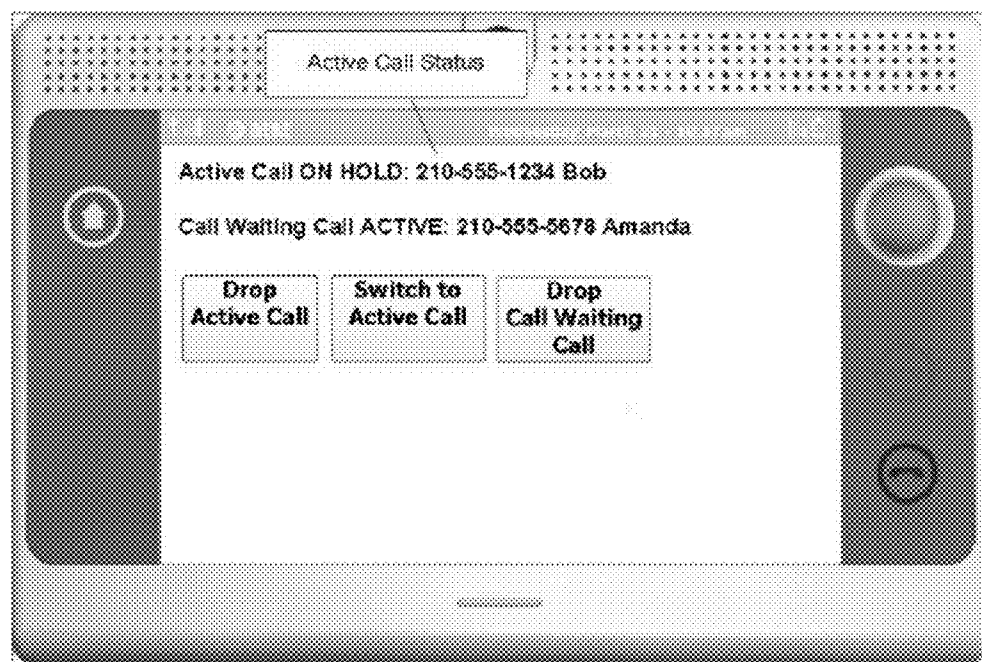 Active Call Status
Active Call ON HOLD: 210-555-1234 Bob
Call Waiting Call ACTIVE: 210-555-5678 Amanda
Drop
Active Call
Switch to
Active Call
Drop
Call Waiting
Call